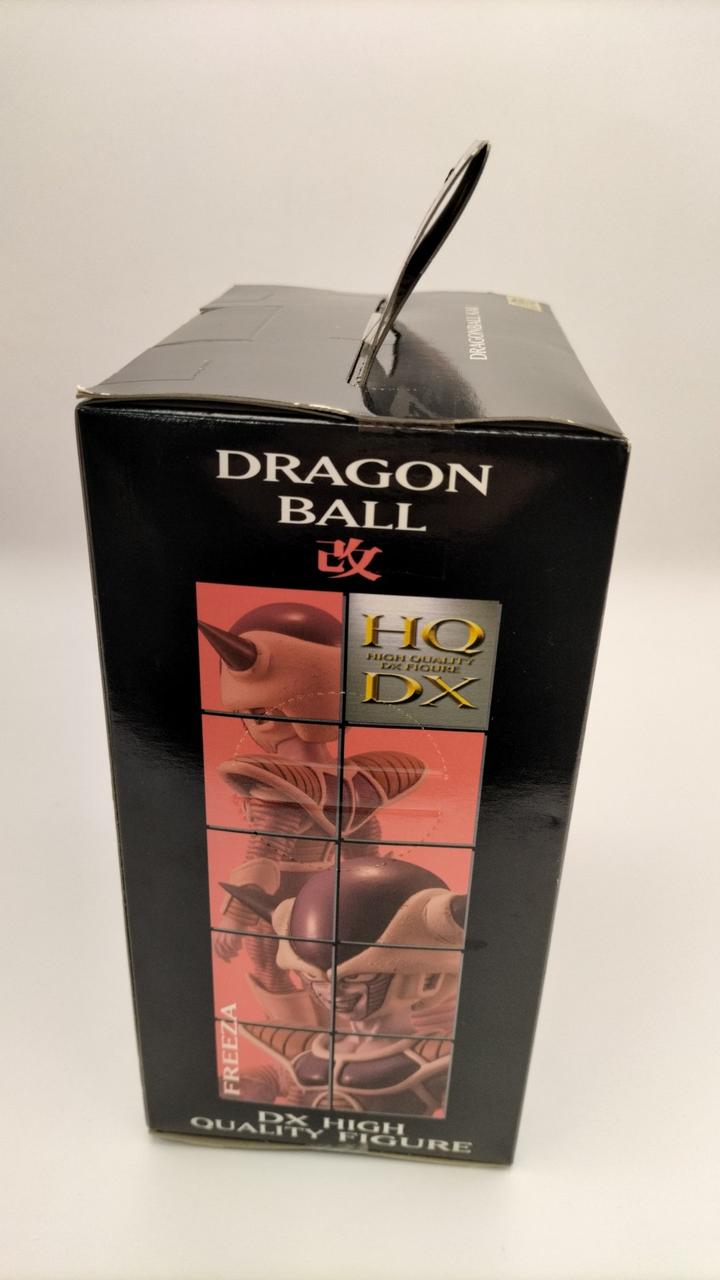 DRAGONBALL KAI
DRAGON
BALL
改
HQ
HIGH QUALITY
DX FIGURE
DX
FREEZA
DX HIGH
QUALITY FIGURE